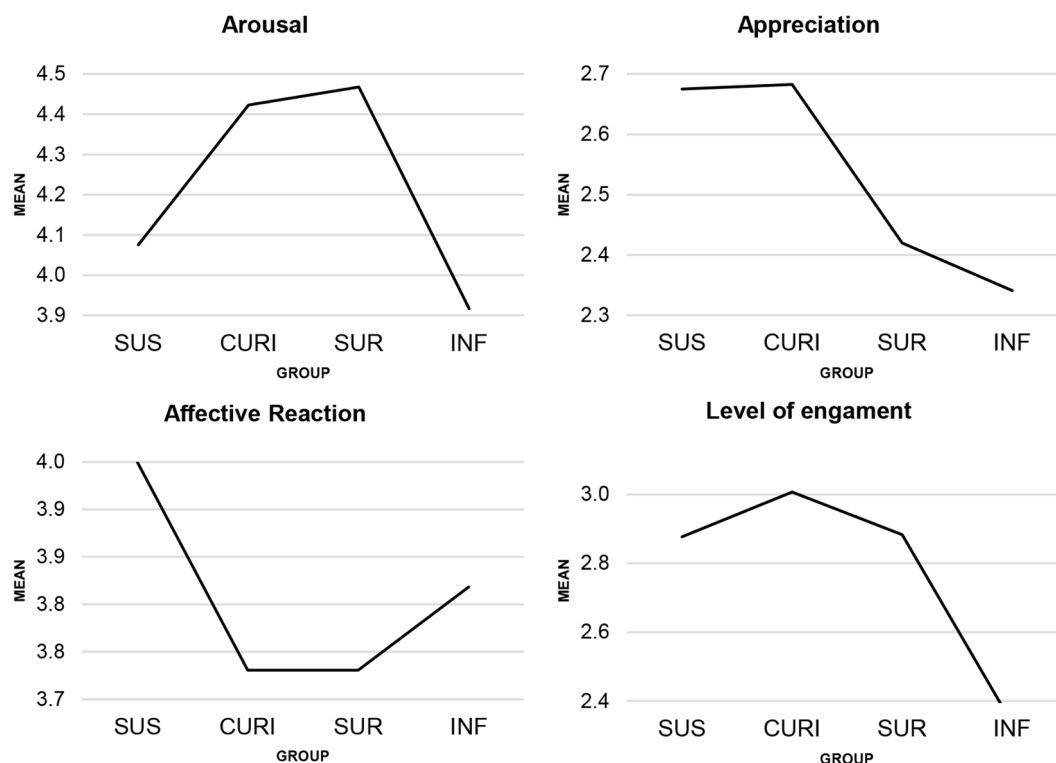 Arousal
4.5
4.4
4.3
4.2
4.1
4.0
3.9
MEAN
SUS CURI SUR INF
GROUP
Appreciation
2.7
2.6
2.5
2.4
2.3
MEAN
SUS CURI SUR INF
GROUP
Affective Reaction
4.0
3.9
3.9
3.8
3.8
3.7
MEAN
SUS CURI SUR INF
GROUP
Level of engament
3.0
2.8
2.6
2.4
MEAN
SUS CURI SUR INF
GROUP